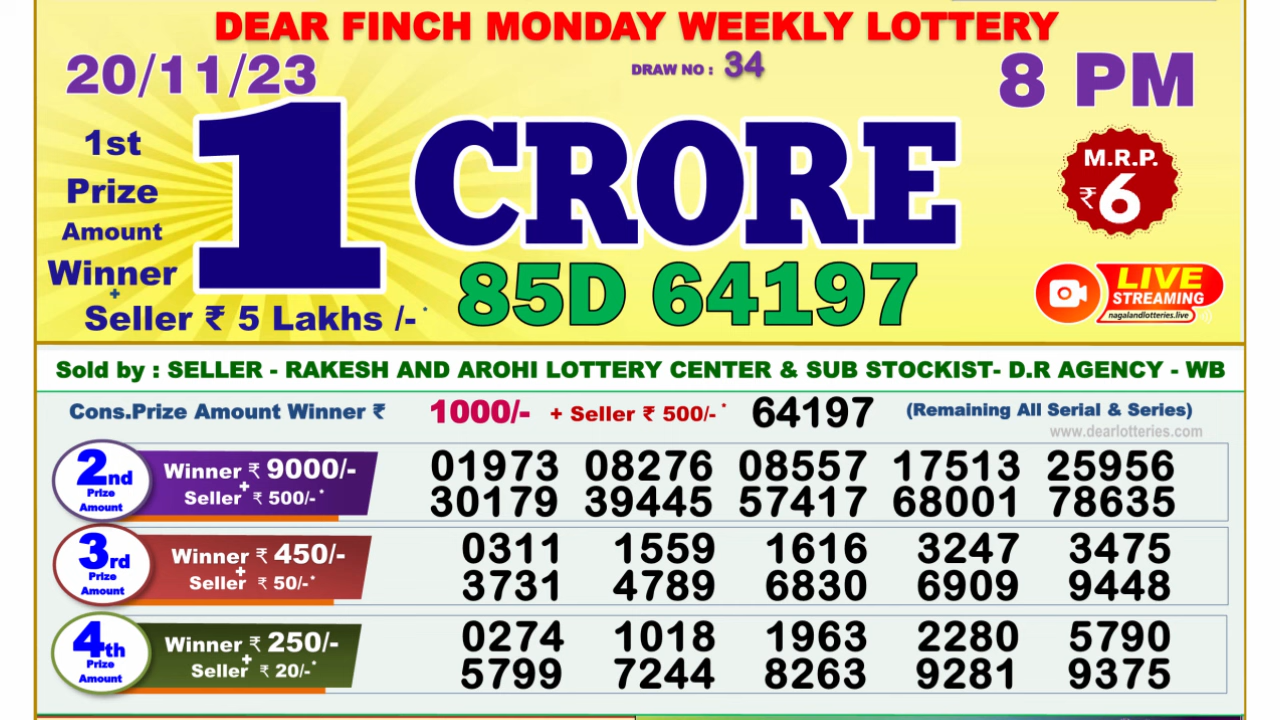 DEAR FINCH MONDAY WEEKLY LOTTERY
20/11/23
DRAW NO : 34
8 PM
1st
Prize
Amount
Winner
+
Seller ₹ 5 Lakhs /- *
1 CRORE
85D 64197
M.R.P.
₹ 6
LIVE
STREAMING
nagalandlotteries.live
Sold by : SELLER - RAKESH AND AROHI LOTTERY CENTER & SUB STOCKIST- D.R AGENCY - WB
Cons.Prize Amount Winner ₹ 1000/- + Seller ₹ 500/- * 64197 (Remaining All Serial & Series)
www.dearlotteries.com
2nd
Prize
Amount
Winner ₹ 9000/-
+
Seller ₹ 500/- *
01973 08276 08557 17513 25956
30179 39445 57417 68001 78635
3rd
Prize
Amount
Winner ₹ 450/-
+
Seller ₹ 50/- *
0311 1559 1616 3247 3475
3731 4789 6830 6909 9448
4th
Prize
Amount
Winner ₹ 250/-
+
Seller ₹ 20/- *
0274 1018 1963 2280 5790
5799 7244 8263 9281 9375